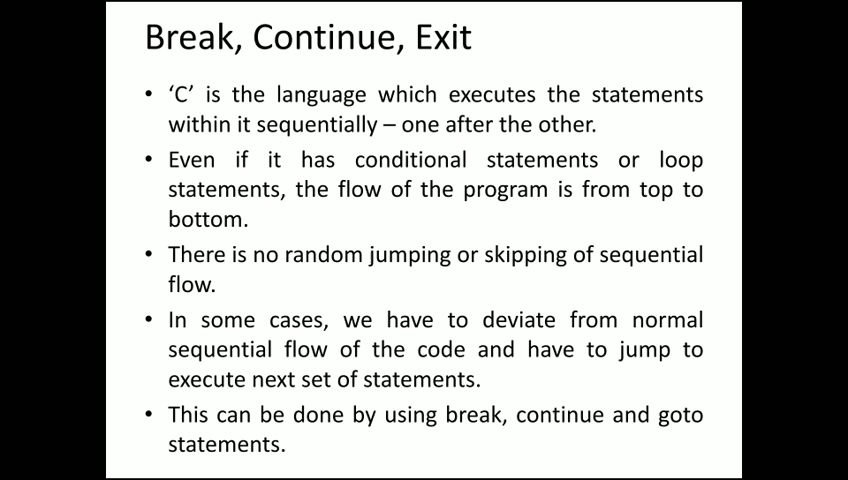 Break, Continue, Exit
• ‘C’ is the language which executes the statements
within it sequentially – one after the other.
• Even if it has conditional statements or loop
statements, the flow of the program is from top to
bottom.
• There is no random jumping or skipping of sequential
flow.
• In some cases, we have to deviate from normal
sequential flow of the code and have to jump to
execute next set of statements.
• This can be done by using break, continue and goto
statements.